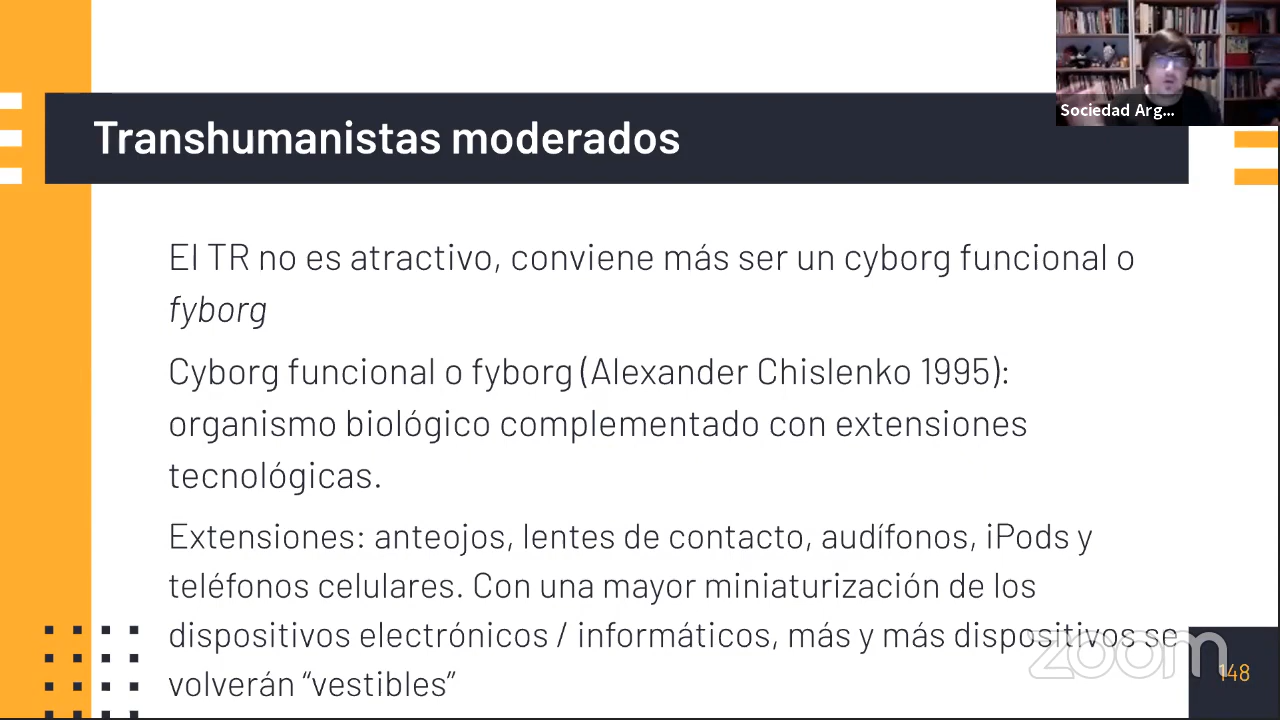 Sociedad Arg...
Transhumanistas moderados
El TR no es atractivo, conviene más ser un cyborg funcional o
fyborg
Cyborg funcional o fyborg (Alexander Chislenko 1995):
organismo biológico complementado con extensiones
tecnológicas.
Extensiones: anteojos, lentes de contacto, audífonos, iPods y
teléfonos celulares. Con una mayor miniaturización de los
dispositivos electrónicos / informáticos, más y más dispositivos se
volverán “vestibles”
zoom
148